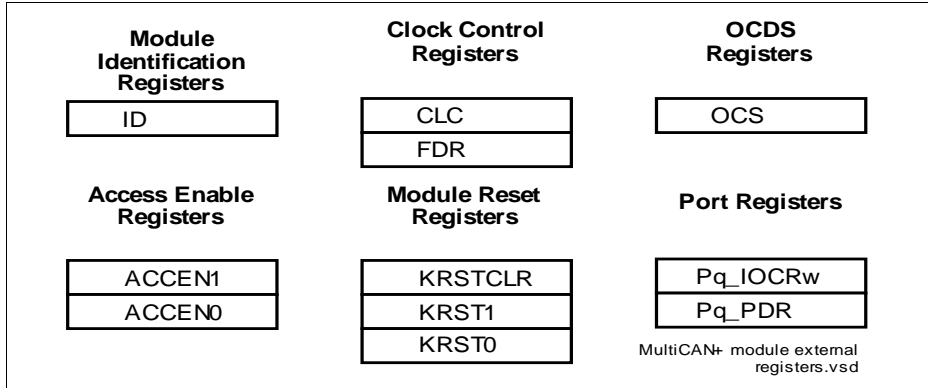 Module
Identification
Registers
ID
Clock Control
Registers
CLC
FDR
OCDS
Registers
OCS
Access Enable
Registers
ACCEN1
ACCEN0
Module Reset
Registers
KRSTCLR
KRST1
KRST0
Port Registers
Pq_IOCRw
Pq_PDR
MultiCAN+ module external
registers.vsd